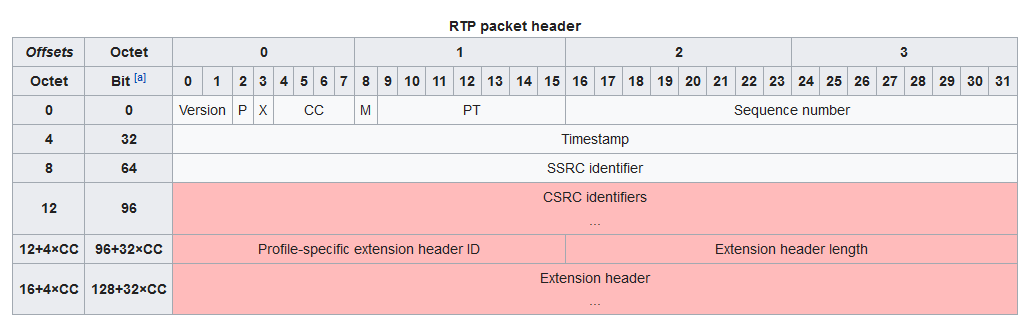 RTP packet header
Offsets Octet 0 1 2 3
Octet Bit [a] 0 1 2 3 4 5 6 7 8 9 10 11 12 13 14 15 16 17 18 19 20 21 22 23 24 25 26 27 28 29 30 31
0 0 Version P X CC M PT Sequence number
4 32 Timestamp
8 64 SSRC identifier
12 96 CSRC identifiers
...
12+4×CC 96+32×CC Profile-specific extension header ID Extension header length
16+4×CC 128+32×CC Extension header
...